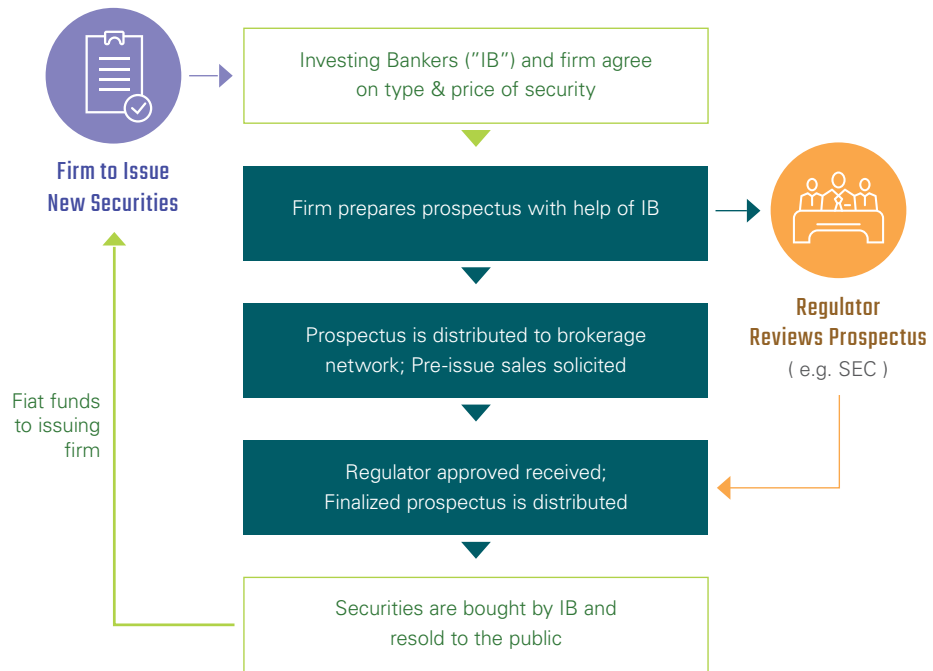 Investing Bankers (”IB”) and firm agree
on type & price of security
Firm to Issue
New Securities
Firm prepares prospectus with help of IB
Regulator
Reviews Prospectus
( e.g. SEC )
Prospectus is distributed to brokerage
network; Pre-issue sales solicited
Fiat funds
to issuing
firm
Regulator approved received;
Finalized prospectus is distributed
Securities are bought by IB and
resold to the public